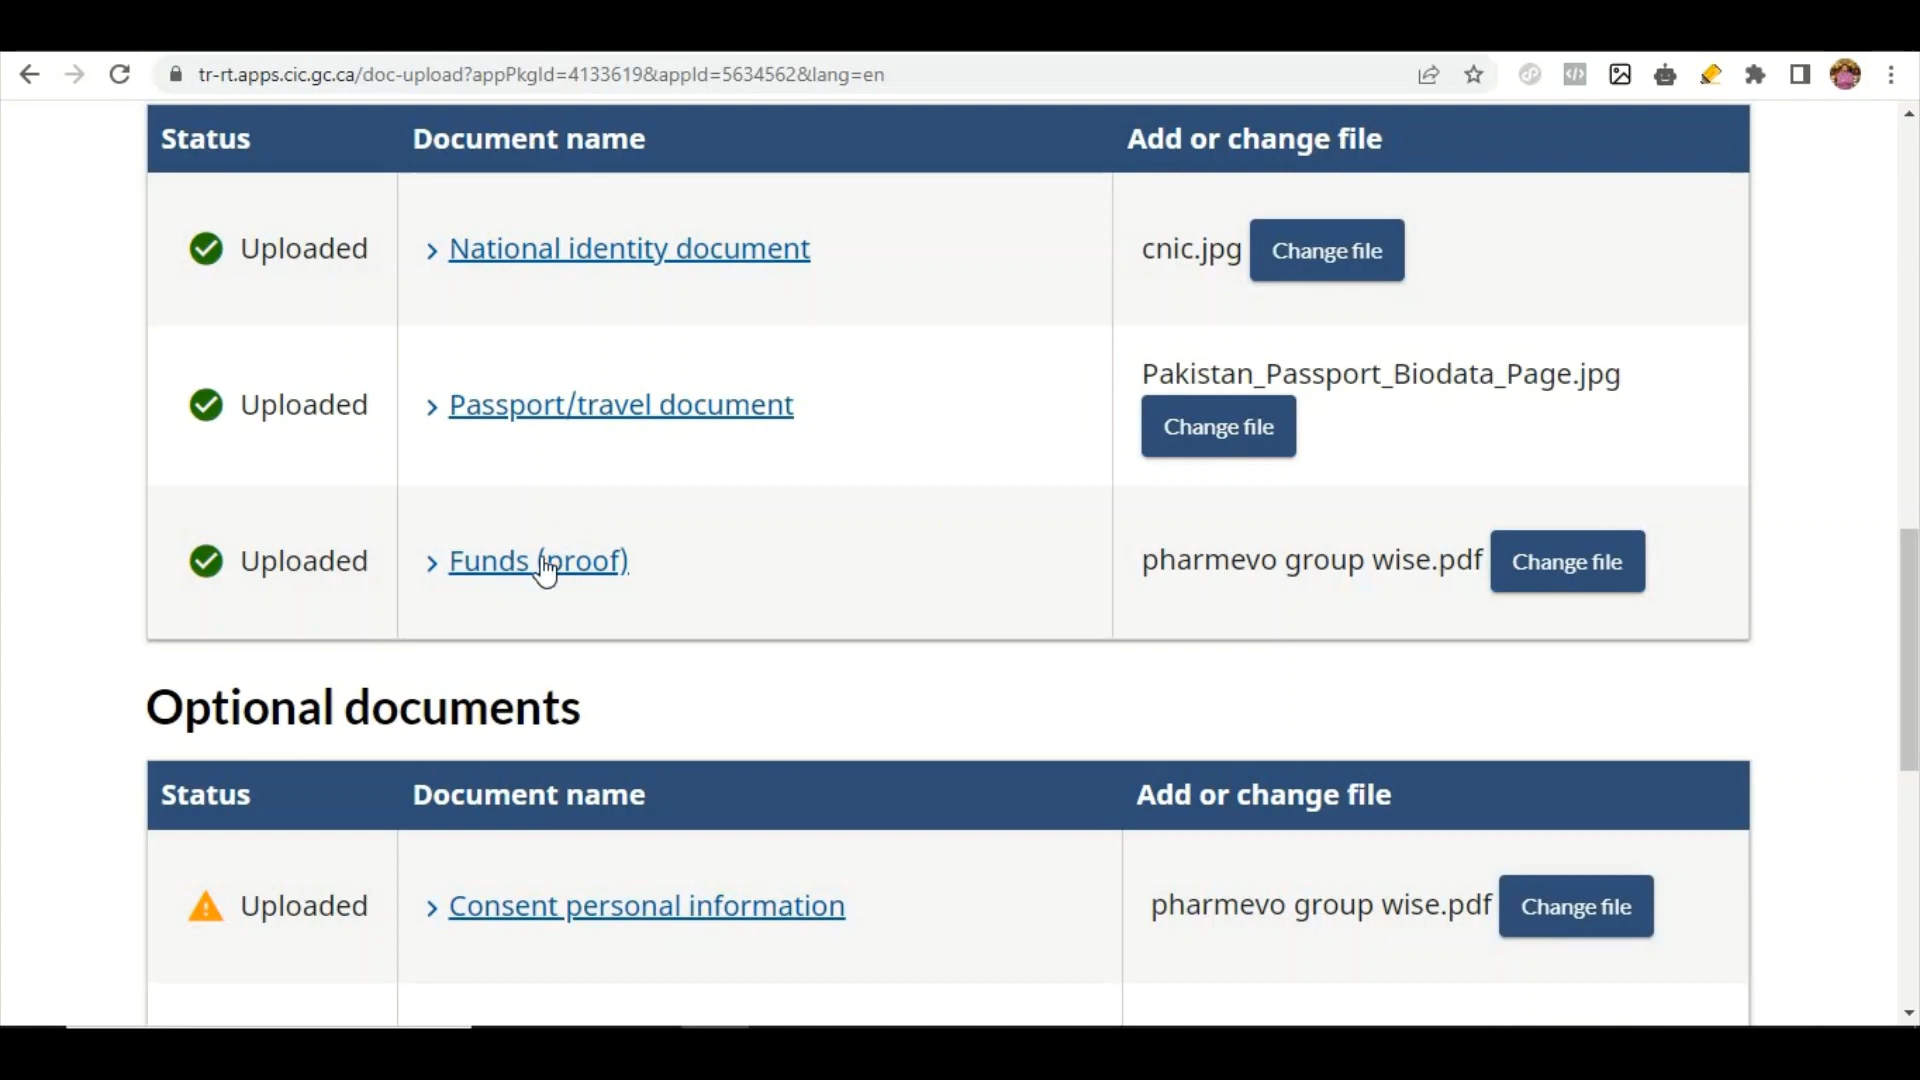 tr-rt.apps.cic.gc.ca/doc-upload?appPkgId=4133619&appId=5634562&lang=en
Status Document name Add or change file
Uploaded National identity document cnic.jpg Change file
Pakistan_Passport_Biodata_Page.jpg
Uploaded Passport/travel document Change file
Uploaded Funds (proof) pharmevo group wise.pdf Change file
Optional documents
Status Document name Add or change file
Uploaded Consent personal information pharmevo group wise.pdf Change file